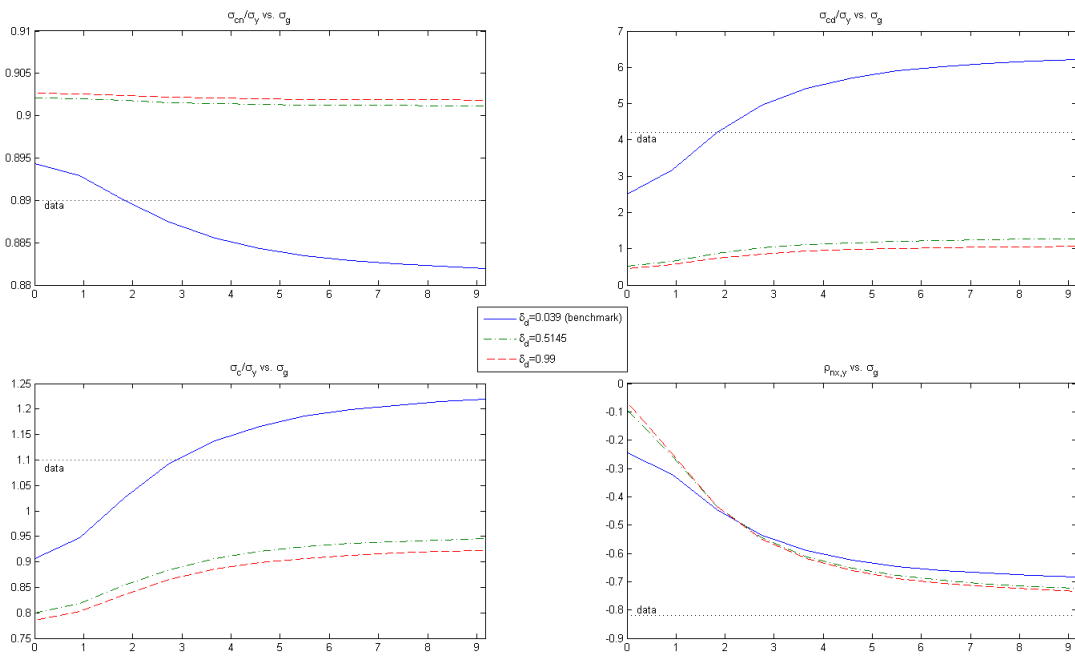 σcn/σy vs. σg
0.91
0.905
0.9
0.895
0.89
0.885
0.88
data
0 1 2 3 4 5 6 7 8 9
σcd/σy vs. σg
7
6
5
4
3
2
1
0
data
0 1 2 3 4 5 6 7 8 9
δd=0.039 (benchmark)
δd=0.5145
δd=0.99
σc/σy vs. σg
1.25
1.2
1.15
1.1
1.05
1
0.95
0.9
0.85
0.8
0.75
data
0 1 2 3 4 5 6 7 8 9
ρnx,y vs. σg
0
-0.1
-0.2
-0.3
-0.4
-0.5
-0.6
-0.7
-0.8
-0.9
data
0 1 2 3 4 5 6 7 8 9